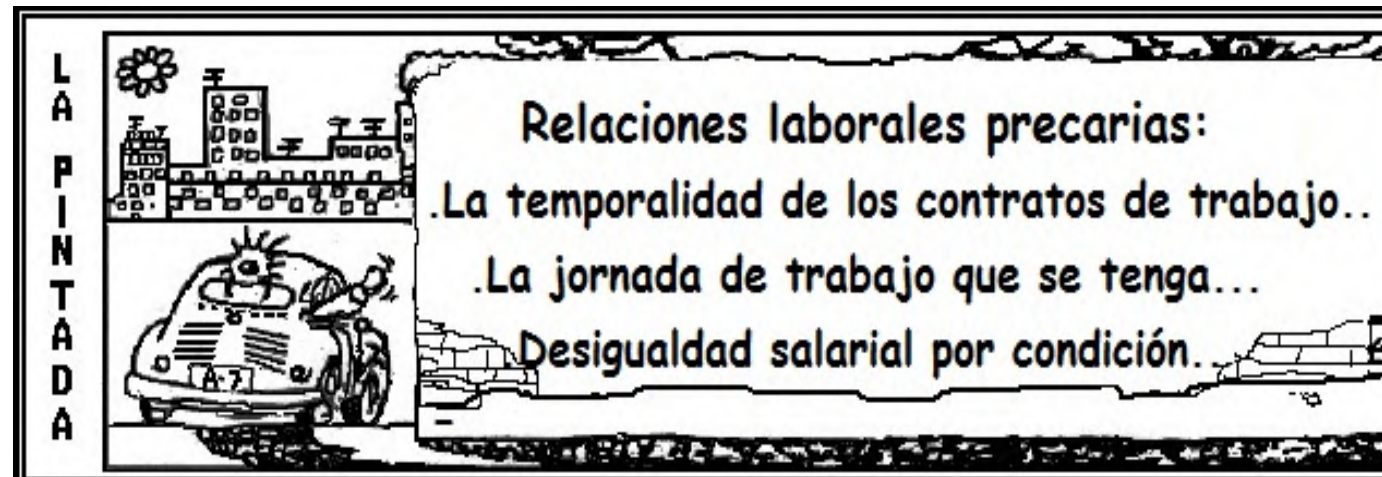 LA PINTADA
Relaciones laborales precarias:
.La temporalidad de los contratos de trabajo..
.La jornada de trabajo que se tenga...
.Desigualdad salarial por condición...
A-7